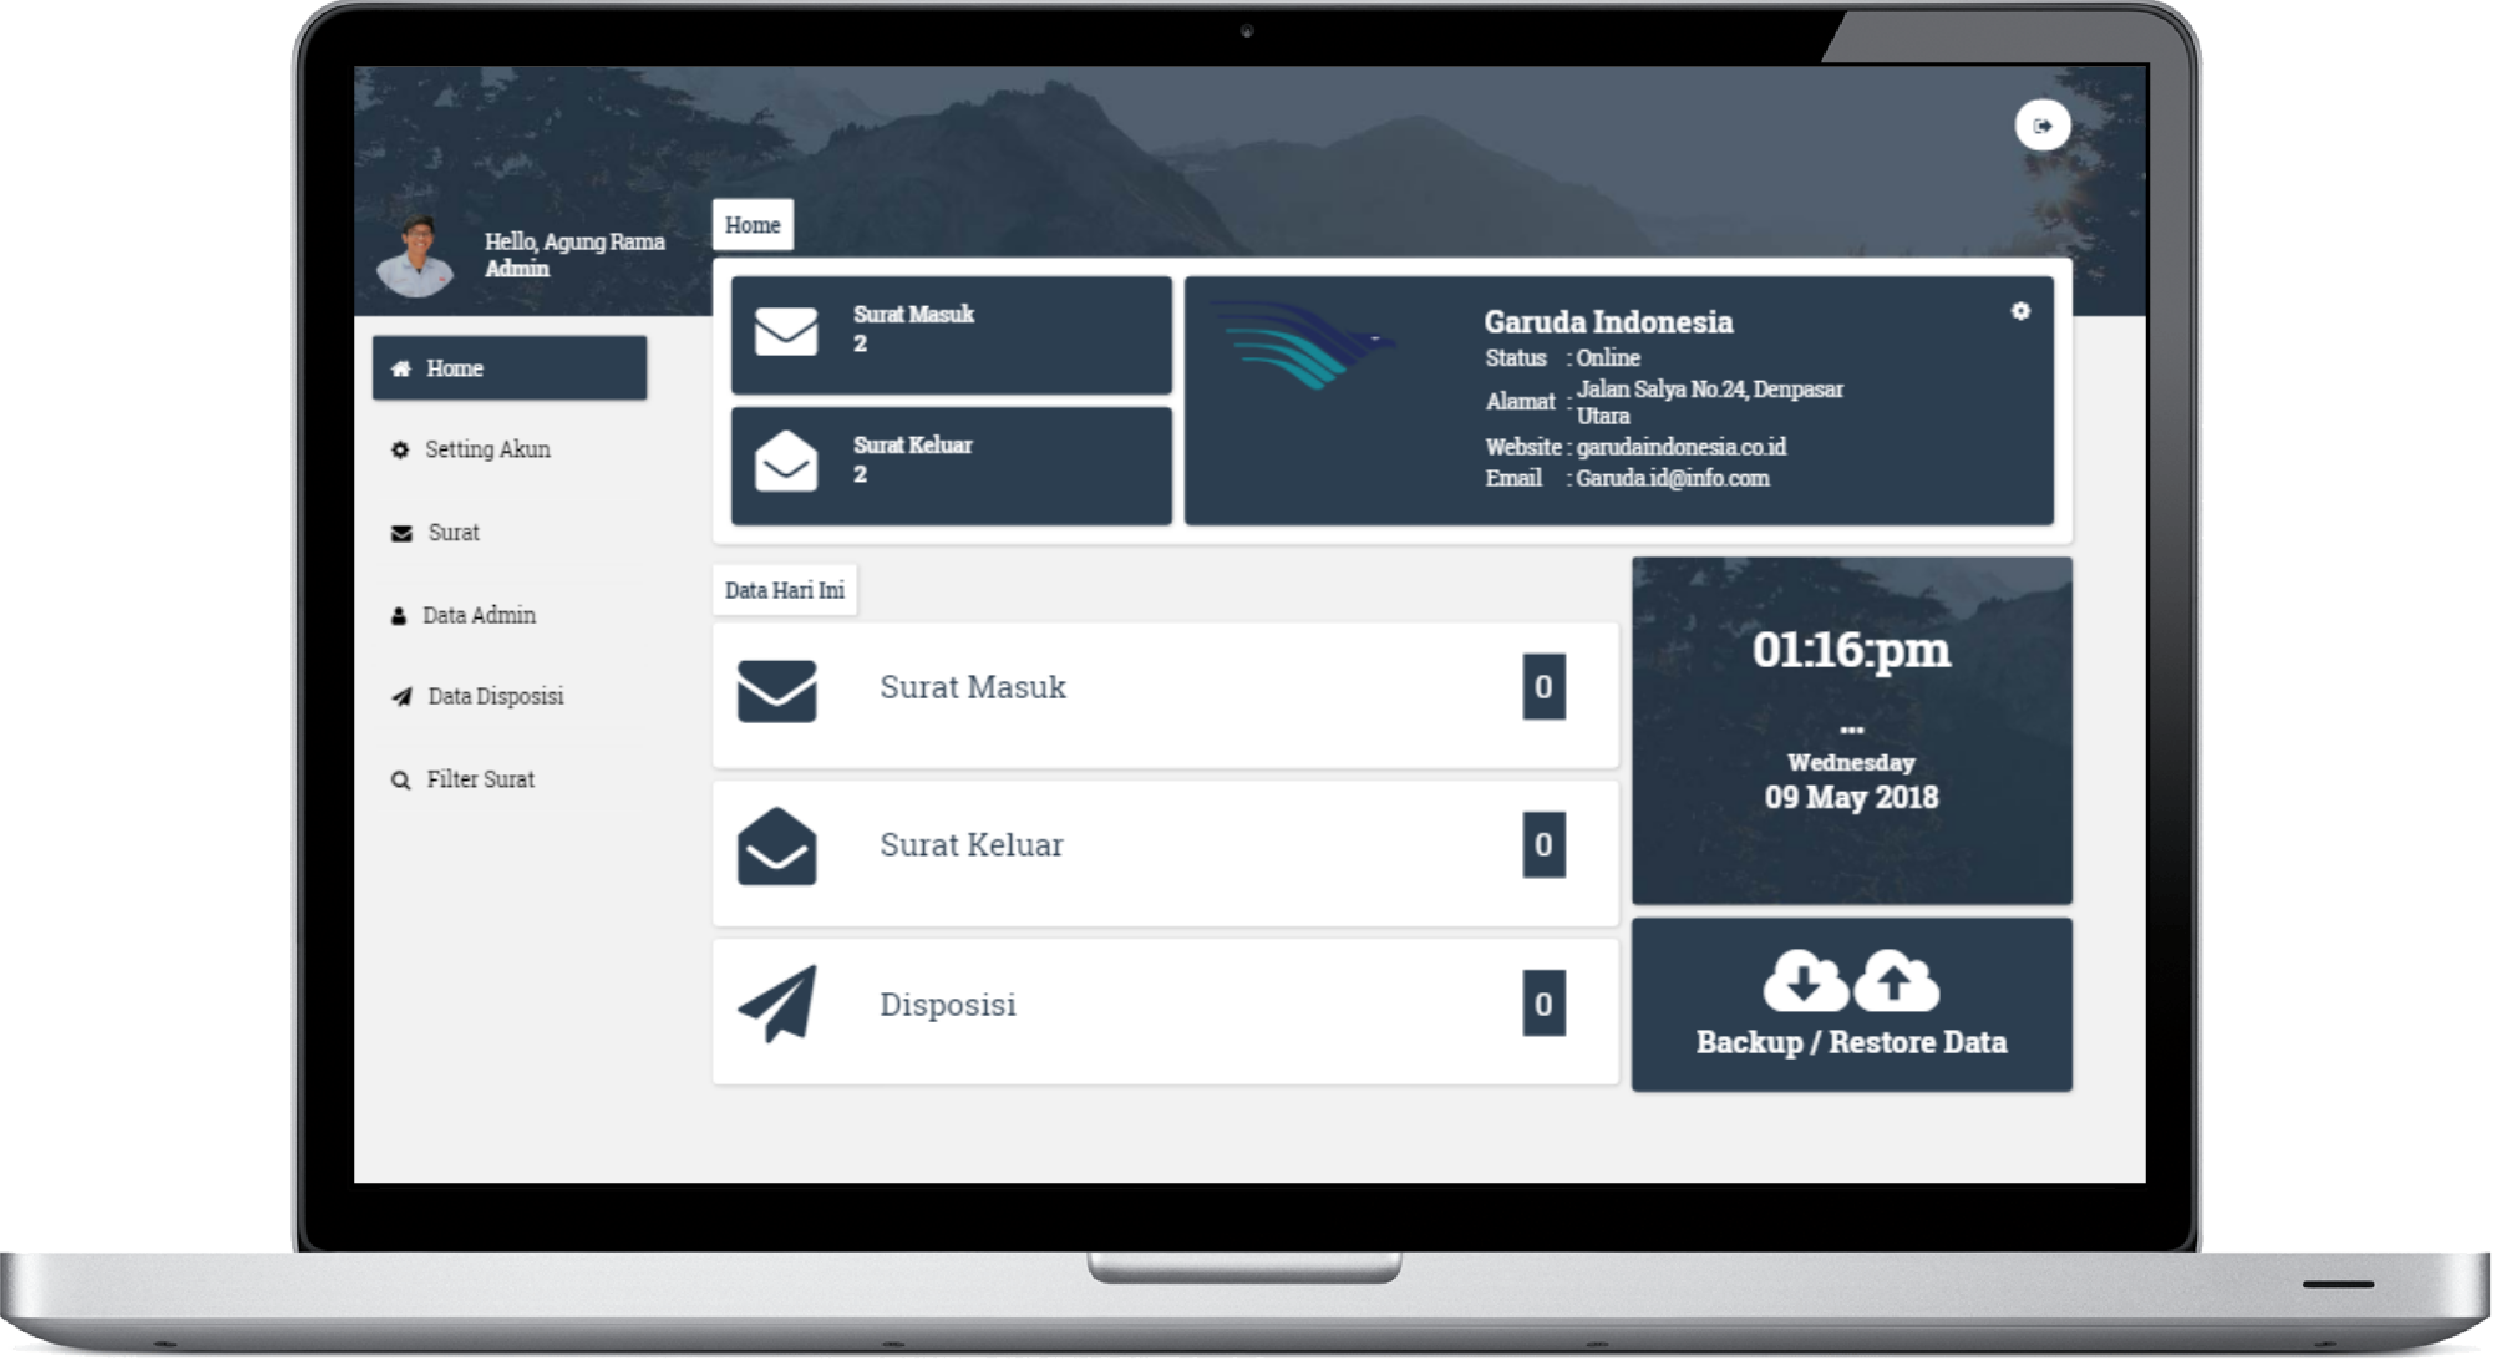 Hello, Agung Rama
Admin
Home
Setting Akun
Surat
Data Admin
Data Disposisi
Filter Surat
Home
Surat Masuk
2
Surat Keluar
2
Garuda Indonesia
Status : Online
Alamat : Jalan Salya No.24, Denpasar
Utara
Website : garudaindonesia.co.id
Email : Garuda.id@info.com
Data Hari Ini
Surat Masuk 0
Surat Keluar 0
Disposisi 0
01:16:pm
...
Wednesday
09 May 2018
Backup / Restore Data